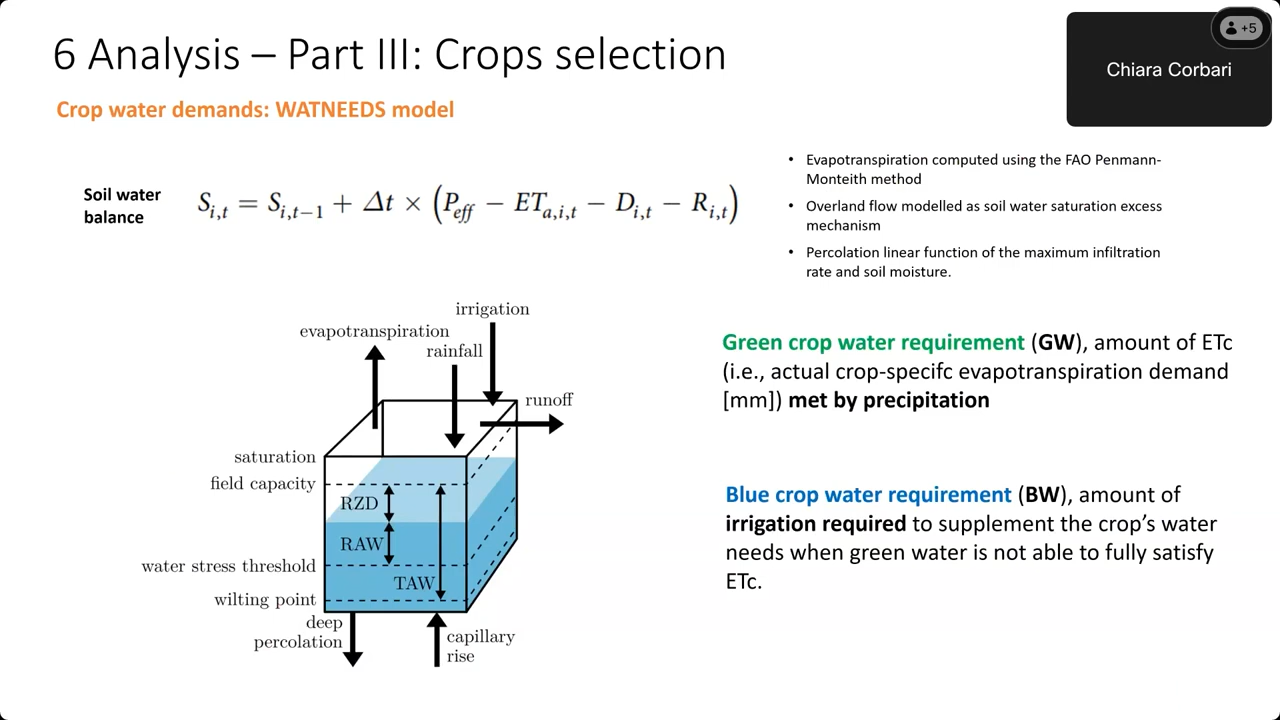 6 Analysis – Part III: Crops selection
+5
Chiara Corbari
Crop water demands: WATNEEDS model
Soil water
balance
S_{i,t} = S_{i,t−1} + Δt × (P_{eff} − ET_{a,i,t} − D_{i,t} − R_{i,t})
• Evapotranspiration computed using the FAO Penmann-
Monteith method
• Overland flow modelled as soil water saturation excess
mechanism
• Percolation linear function of the maximum infiltration
rate and soil moisture.
irrigation
evapotranspiration
rainfall
runoff
saturation
field capacity
RZD
RAW
water stress threshold
TAW
wilting point
deep
percolation
capillary
rise
Green crop water requirement (GW), amount of ETc
(i.e., actual crop-specifc evapotranspiration demand
[mm]) met by precipitation
Blue crop water requirement (BW), amount of
irrigation required to supplement the crop’s water
needs when green water is not able to fully satisfy
ETc.